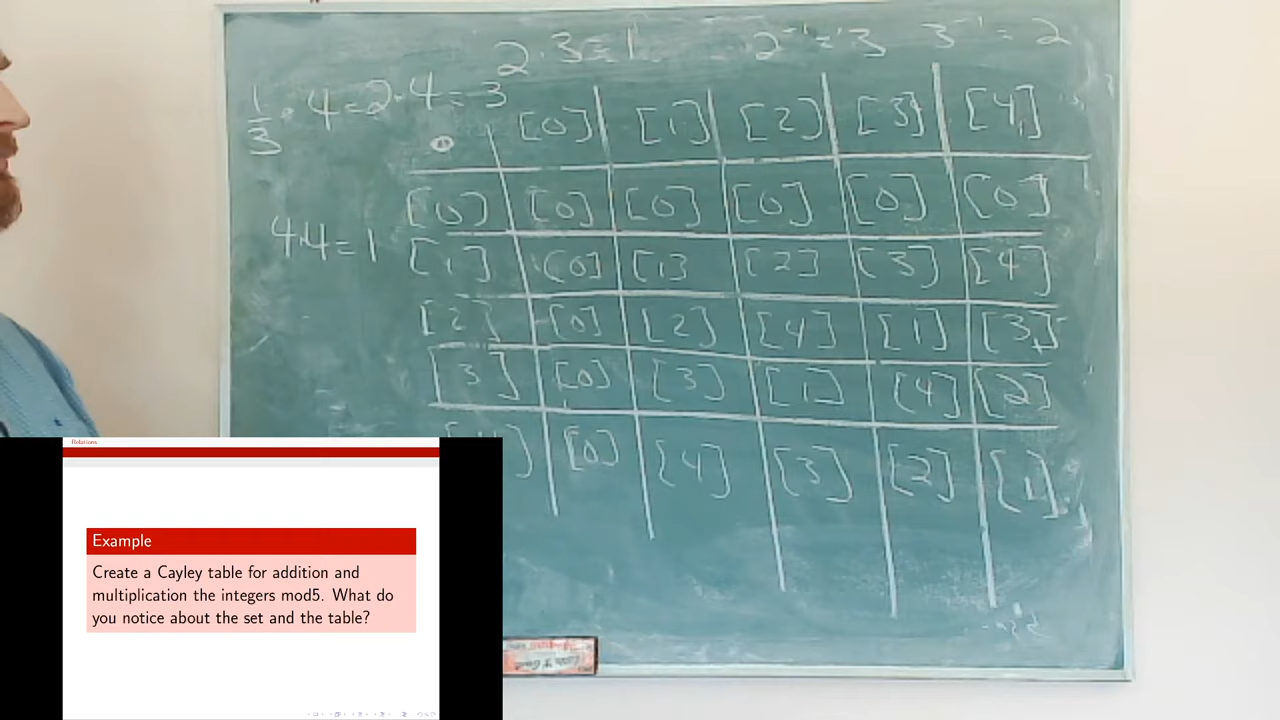 2 · 3 = 1 2⁻¹ = 3 3⁻¹ = 2
1/3 · 4 = 2 · 4 = 3
[0] [1] [2] [3] [4]
[0] [0] [0] [0] [0] [0]
4·4 = 1
[1] [0] [1] [2] [3] [4]
[2] [0] [2] [4] [1] [3]
[3] [0] [3] [1] [4] [2]
[0] [4] [3] [2] [1]
Relations
Example
Create a Cayley table for addition and
multiplication the integers mod5. What do
you notice about the set and the table?